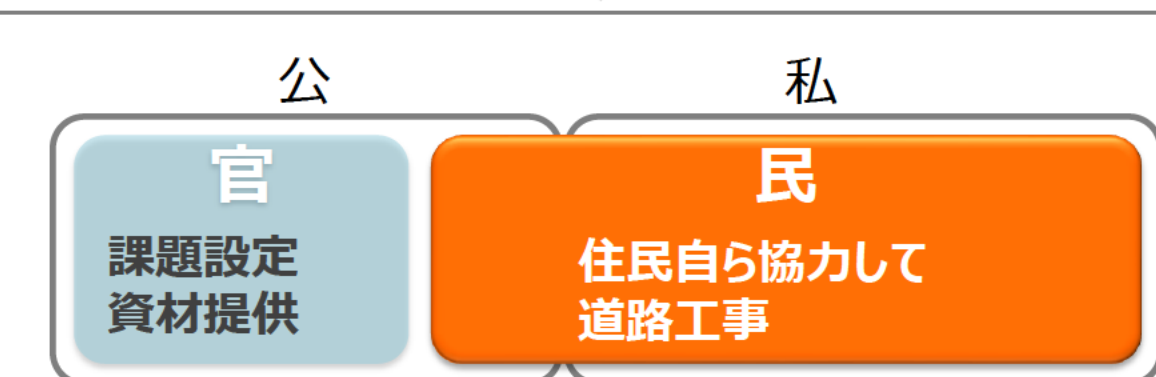 公
私
官
民
課題設定
資材提供
住民自ら協力して
道路工事